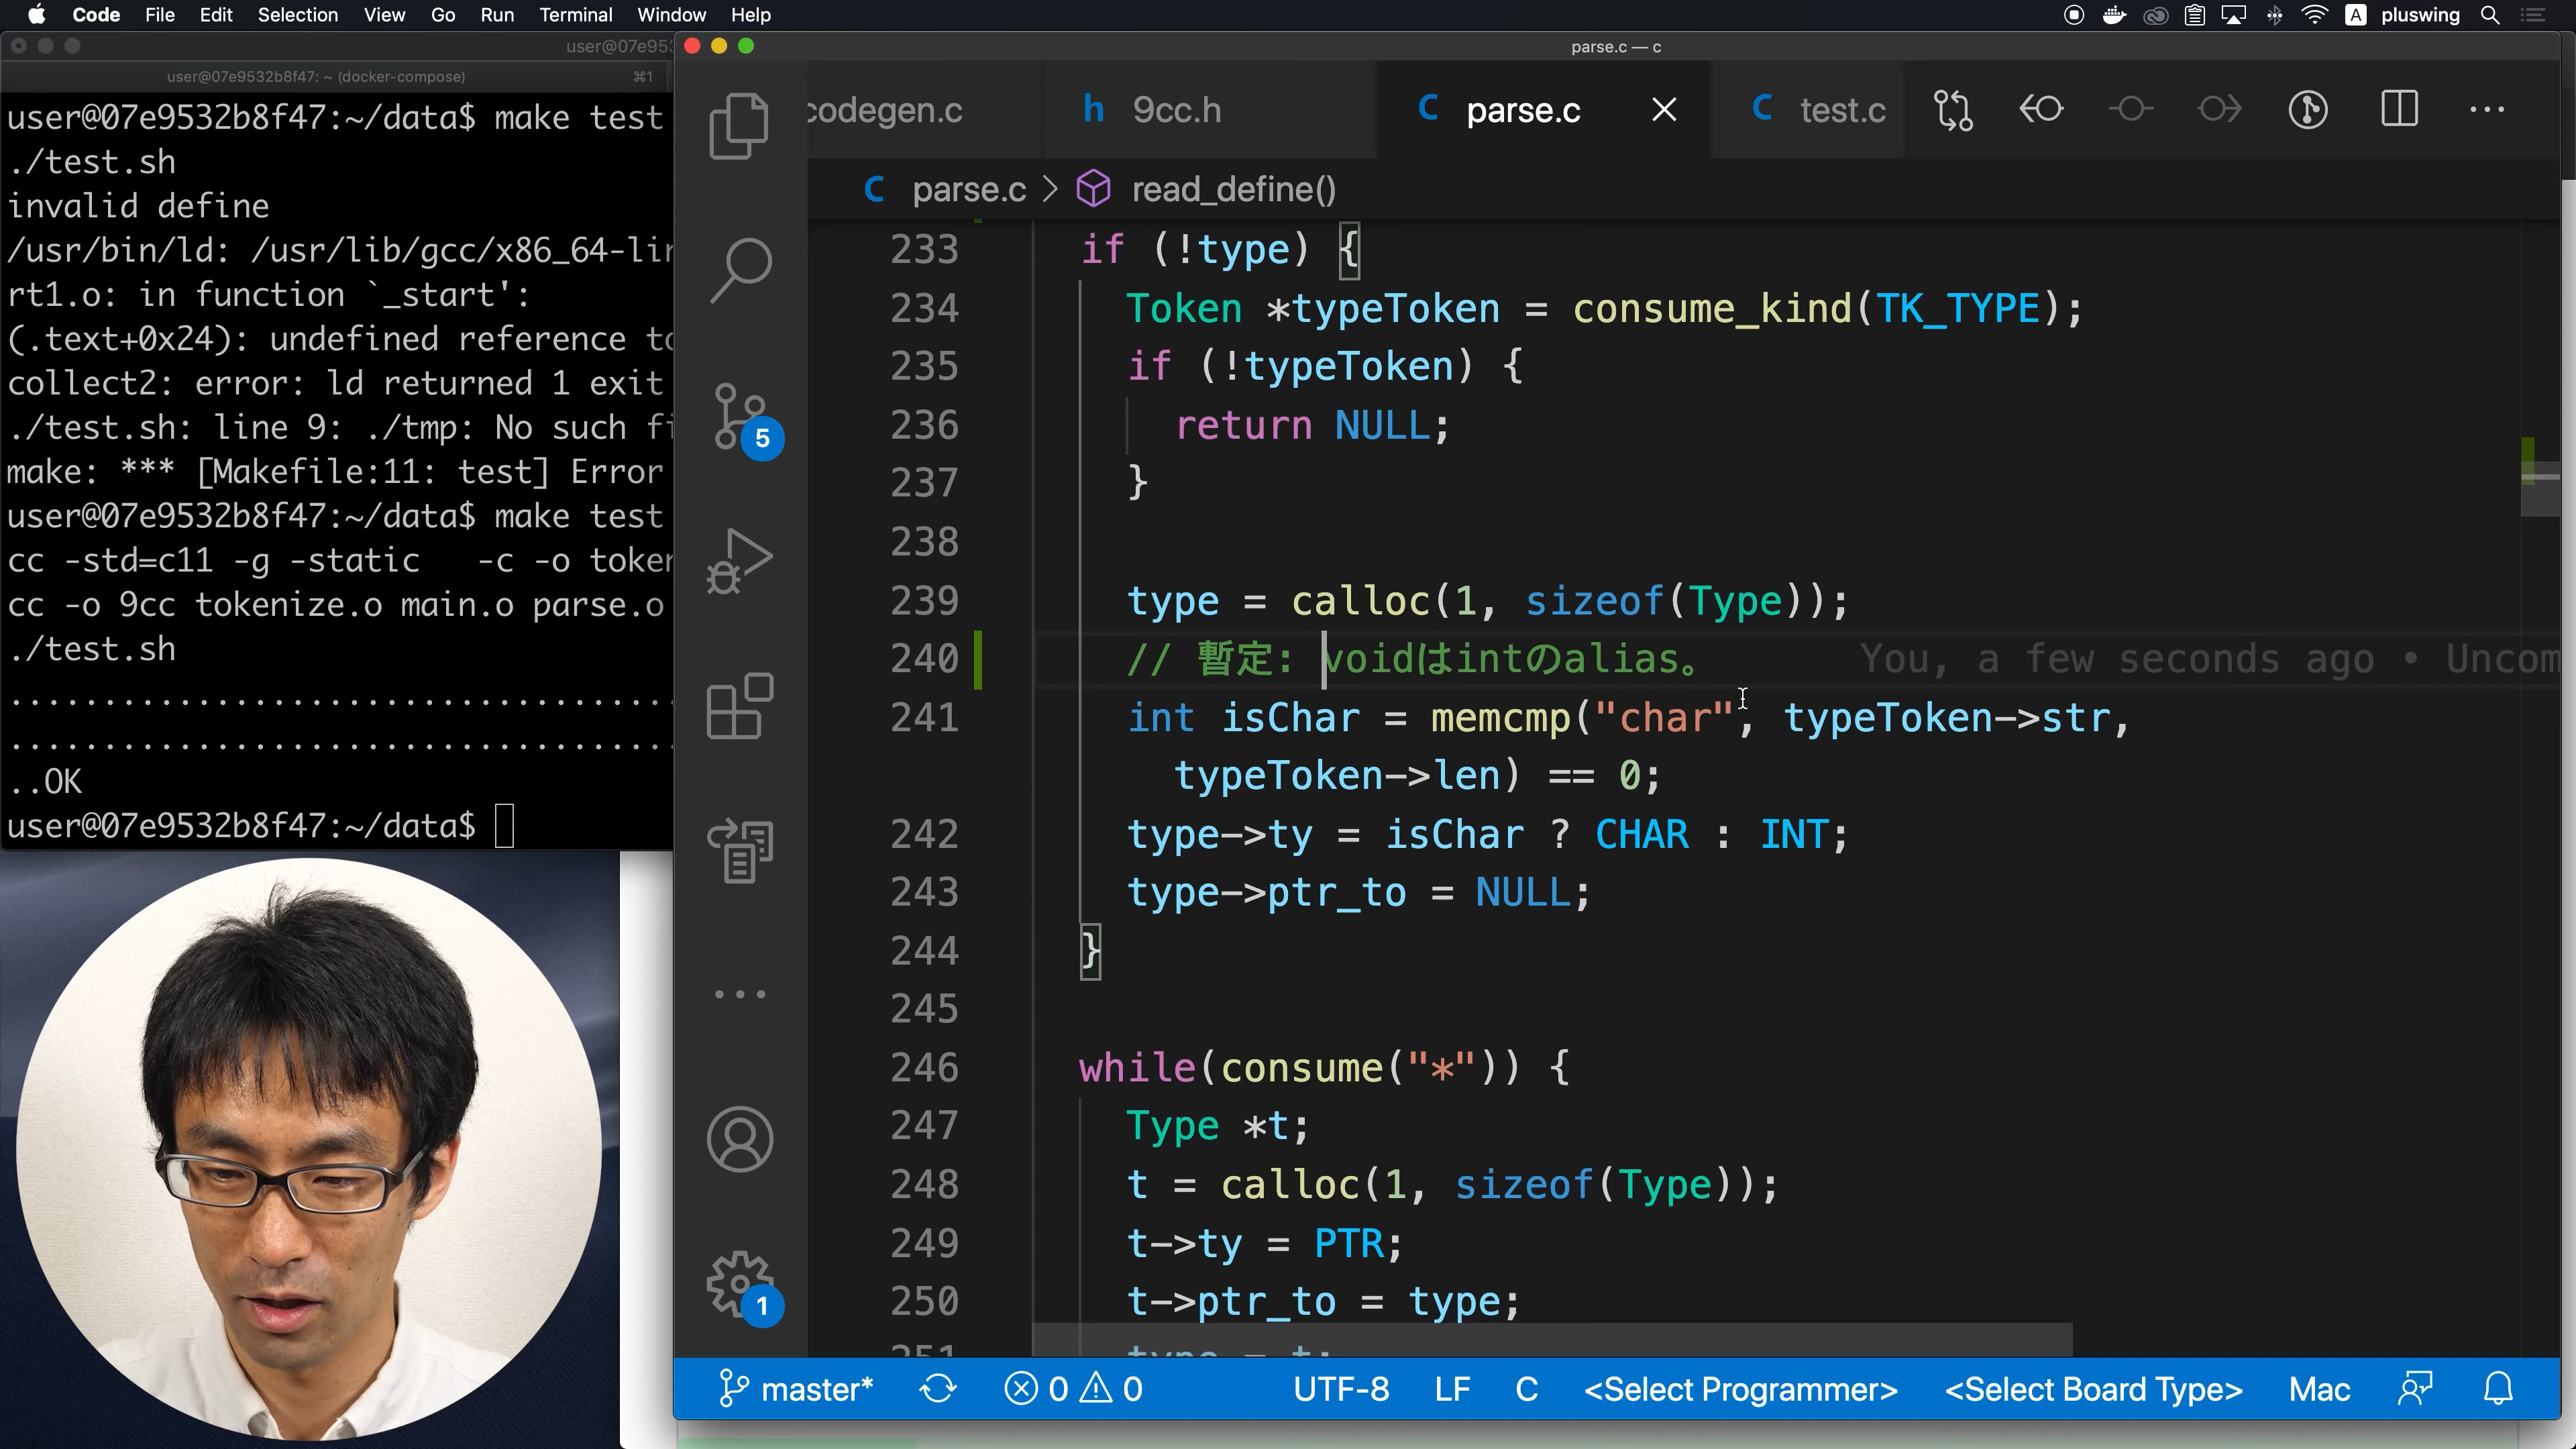 Code File Edit Selection View Go Run Terminal Window Help
A pluswing
user@07e953
user@07e9532b8f47: ~ (docker-compose) ⌘1
user@07e9532b8f47:~/data$ make test
./test.sh
invalid define
/usr/bin/ld: /usr/lib/gcc/x86_64-li
rt1.o: in function `_start':
(.text+0x24): undefined reference to
collect2: error: ld returned 1 exit
./test.sh: line 9: ./tmp: No such fi
make: *** [Makefile:11: test] Error
user@07e9532b8f47:~/data$ make test
cc -std=c11 -g -static   -c -o token
cc -o 9cc tokenize.o main.o parse.o
./test.sh
......................................
......................................
..OK
user@07e9532b8f47:~/data$
parse.c — c
codegen.c
h 9cc.h
C parse.c
C test.c
C parse.c > read_define()
233 if (!type) {
234 Token *typeToken = consume_kind(TK_TYPE);
235 if (!typeToken) {
236 return NULL;
237 }
238
239 type = calloc(1, sizeof(Type));
240 // 暫定: voidはintのalias。 You, a few seconds ago • Uncom
241 int isChar = memcmp("char", typeToken->str,
typeToken->len) == 0;
242 type->ty = isChar ? CHAR : INT;
243 type->ptr_to = NULL;
244 }
245
246 while(consume("*")) {
247 Type *t;
248 t = calloc(1, sizeof(Type));
249 t->ty = PTR;
250 t->ptr_to = type;
251 type = t;
5
1
master* 0 0 UTF-8 LF C <Select Programmer> <Select Board Type> Mac